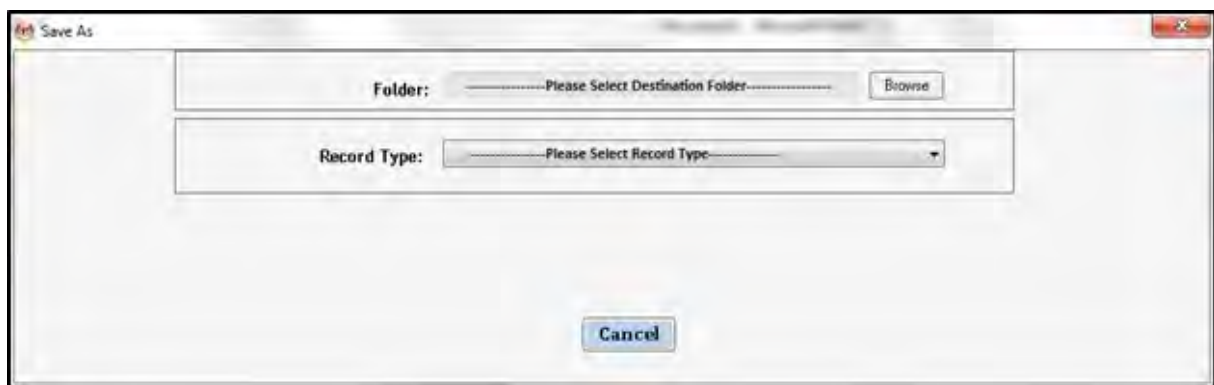 Save As
Folder: ----------------Please Select Destination Folder----------------- Browse
Record Type: ----------------Please Select Record Type---------------
Cancel